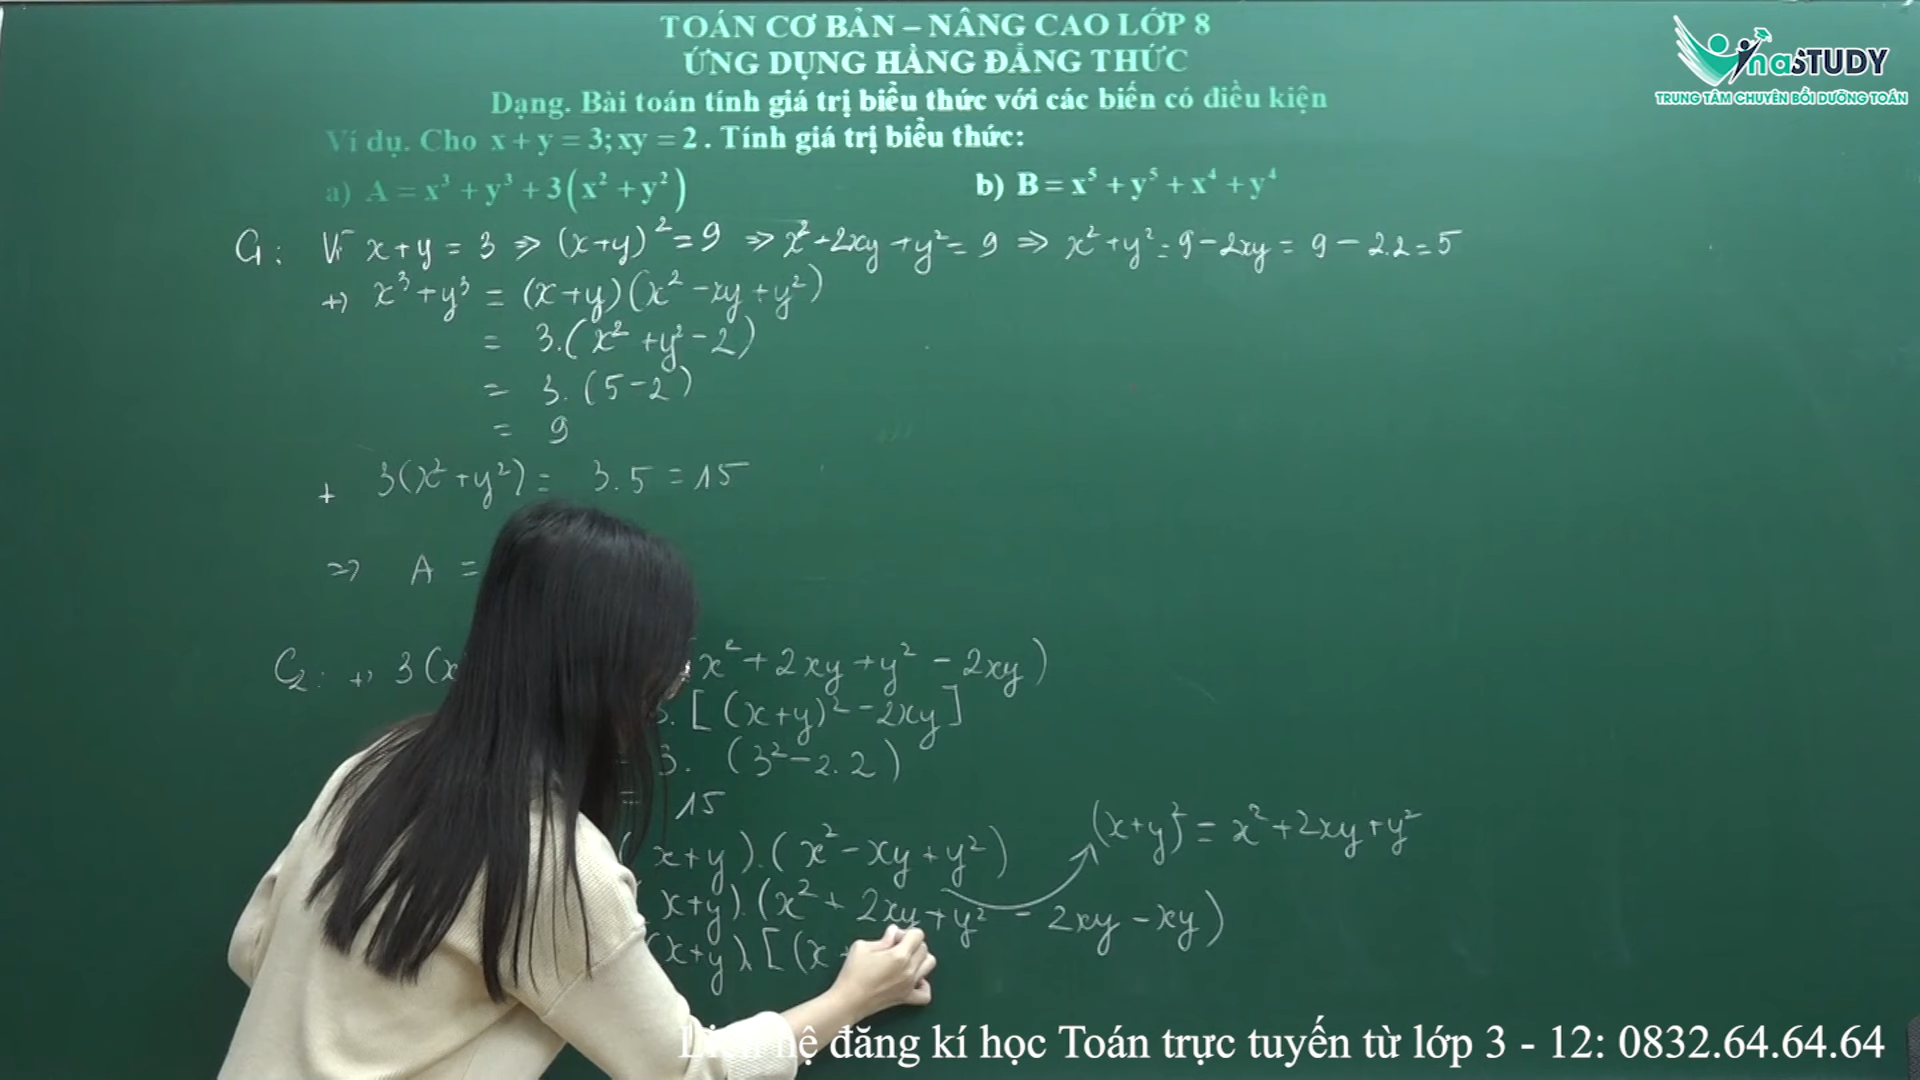 TOÁN CƠ BẢN – NÂNG CAO LỚP 8
ỨNG DỤNG HẰNG ĐẲNG THỨC
Dạng. Bài toán tính giá trị biểu thức với các biến có điều kiện
Ví dụ. Cho x + y = 3; xy = 2. Tính giá trị biểu thức:
a) A = x³ + y³ + 3(x² + y²)
b) B = x⁵ + y⁵ + x⁴ + y⁴
STUDY
TRUNG TÂM CHUYÊN BỒI DƯỠNG TOÁN
Vì x+y = 3 => (x+y)² = 9 => x²+2xy+y² = 9 => x²+y² = 9-2xy = 9-2.2=5
+) x³+y³ = (x+y)(x²-xy+y²)
= 3.(x²+y²-2)
= 3.(5-2)
= 9
+ 3(x²+y²) = 3.5 = 15
=> A =
C₂: +) 3(x x²+2xy+y²-2xy)
3.[(x+y)²-2xy]
= 3. (3²-2.2)
= 15
(x+y).(x²-xy+y²)
(x+y)² = x²+2xy+y²
(x+y).(x²+2xy+y²-2xy-xy)
(x+y).[(x
Liên hệ đăng kí học Toán trực tuyến từ lớp 3 - 12: 0832.64.64.64